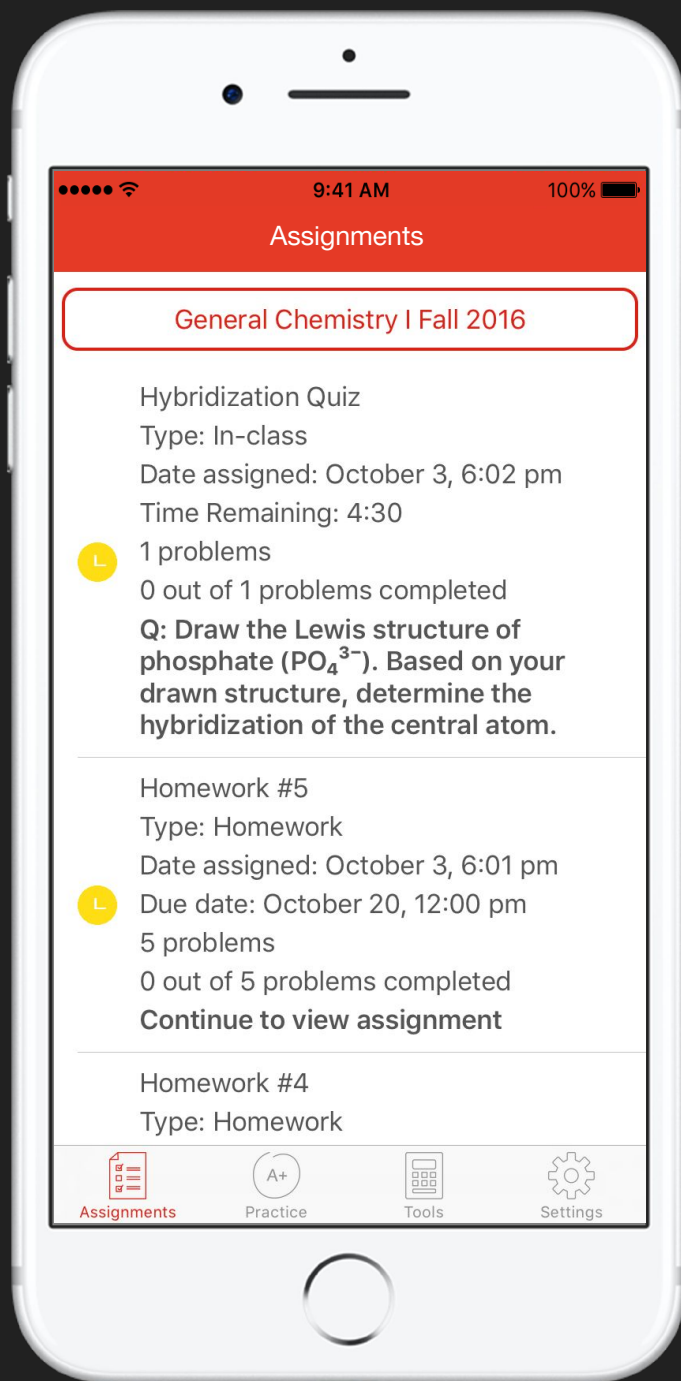 9:41 AM
100%
Assignments
General Chemistry I Fall 2016
Hybridization Quiz
Type: In-class
Date assigned: October 3, 6:02 pm
Time Remaining: 4:30
1 problems
0 out of 1 problems completed
Q: Draw the Lewis structure of
phosphate (PO₄³⁻). Based on your
drawn structure, determine the
hybridization of the central atom.
Homework #5
Type: Homework
Date assigned: October 3, 6:01 pm
Due date: October 20, 12:00 pm
5 problems
0 out of 5 problems completed
Continue to view assignment
Homework #4
Type: Homework
A+
Assignments
Practice
Tools
Settings